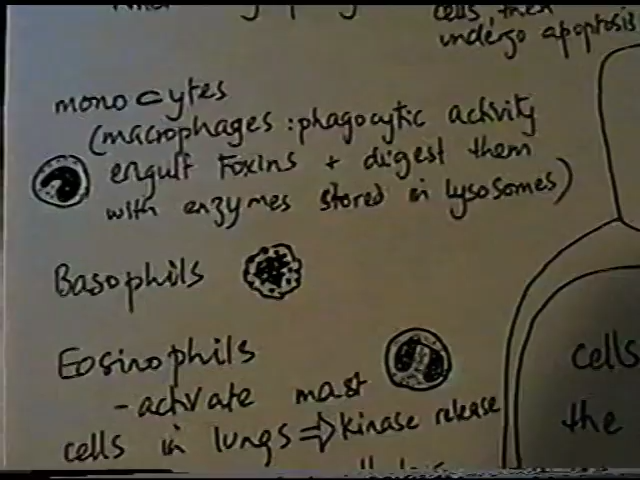 cells then
undergo apoptosis
monocytes
(macrophages : phagocytic activity
engulf toxins + digest them
with enzymes stored in lysosomes)
Basophils
Eosinophils
- activate mast
cells in lungs ⇒ kinase release
cells
the